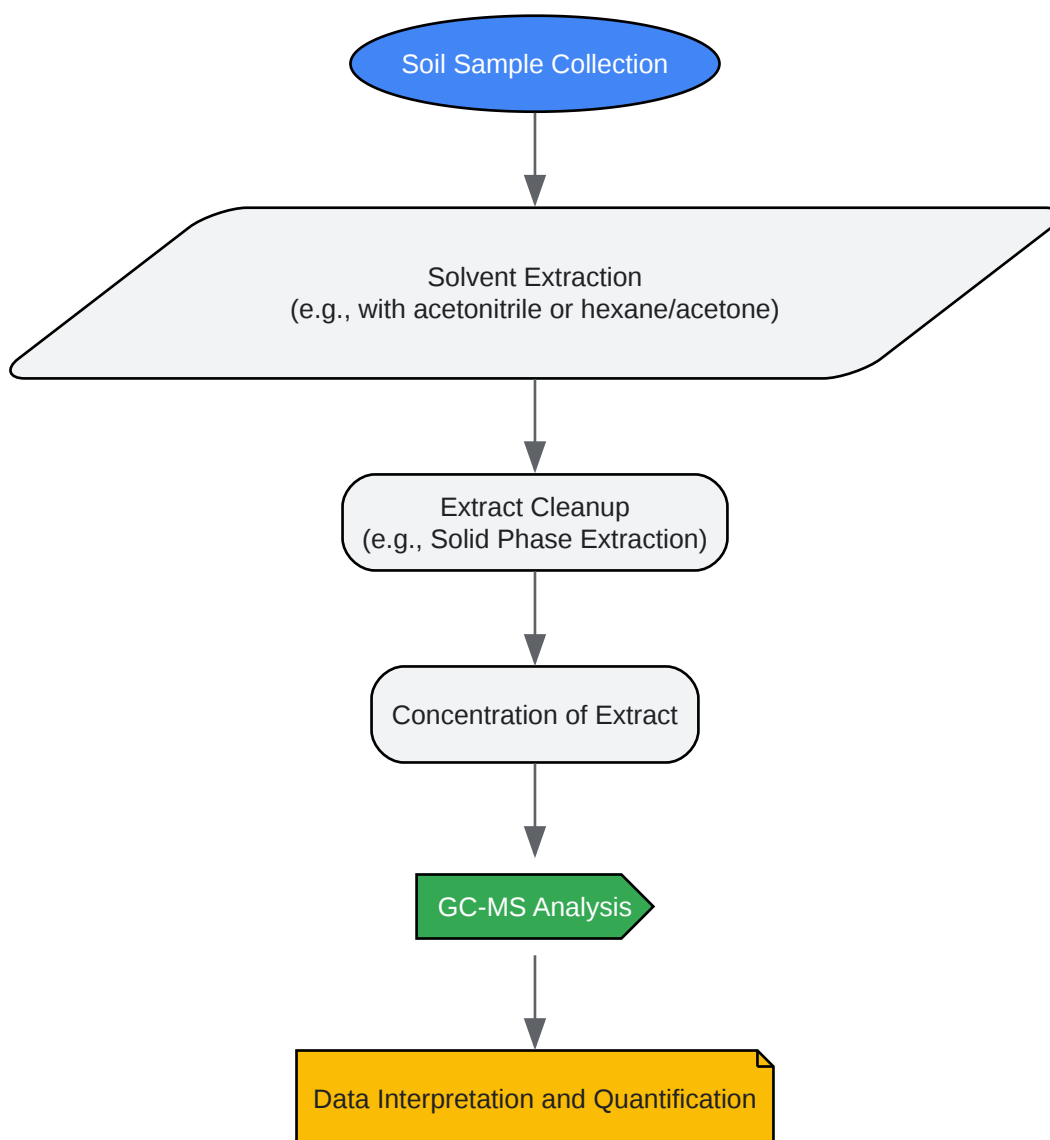 Soil Sample Collection
Solvent Extraction
(e.g., with acetonitrile or hexane/acetone)
Extract Cleanup
(e.g., Solid Phase Extraction)
Concentration of Extract
GC-MS Analysis
Data Interpretation and Quantification